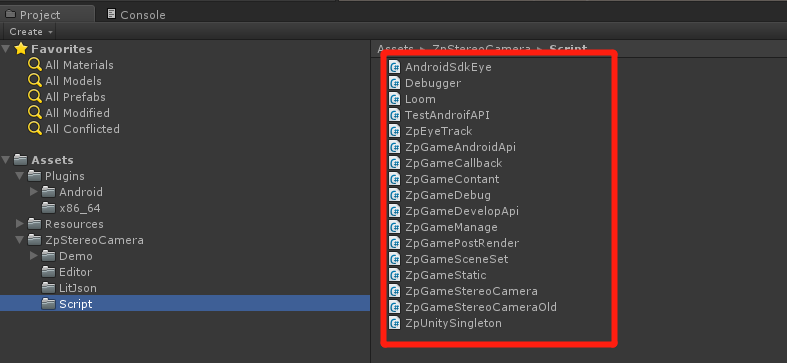 Project
Console
Create
Favorites
All Materials
All Models
All Prefabs
All Modified
All Conflicted
Assets
Plugins
Android
x86_64
Resources
ZpStereoCamera
Demo
Editor
LitJson
Script
Assets ZpStereoCamera Script
AndroidSdkEye
Debugger
Loom
TestAndroifAPI
ZpEyeTrack
ZpGameAndroidApi
ZpGameCallback
ZpGameContant
ZpGameDebug
ZpGameDevelopApi
ZpGameManage
ZpGamePostRender
ZpGameSceneSet
ZpGameStatic
ZpGameStereoCamera
ZpGameStereoCameraOld
ZpUnitySingleton